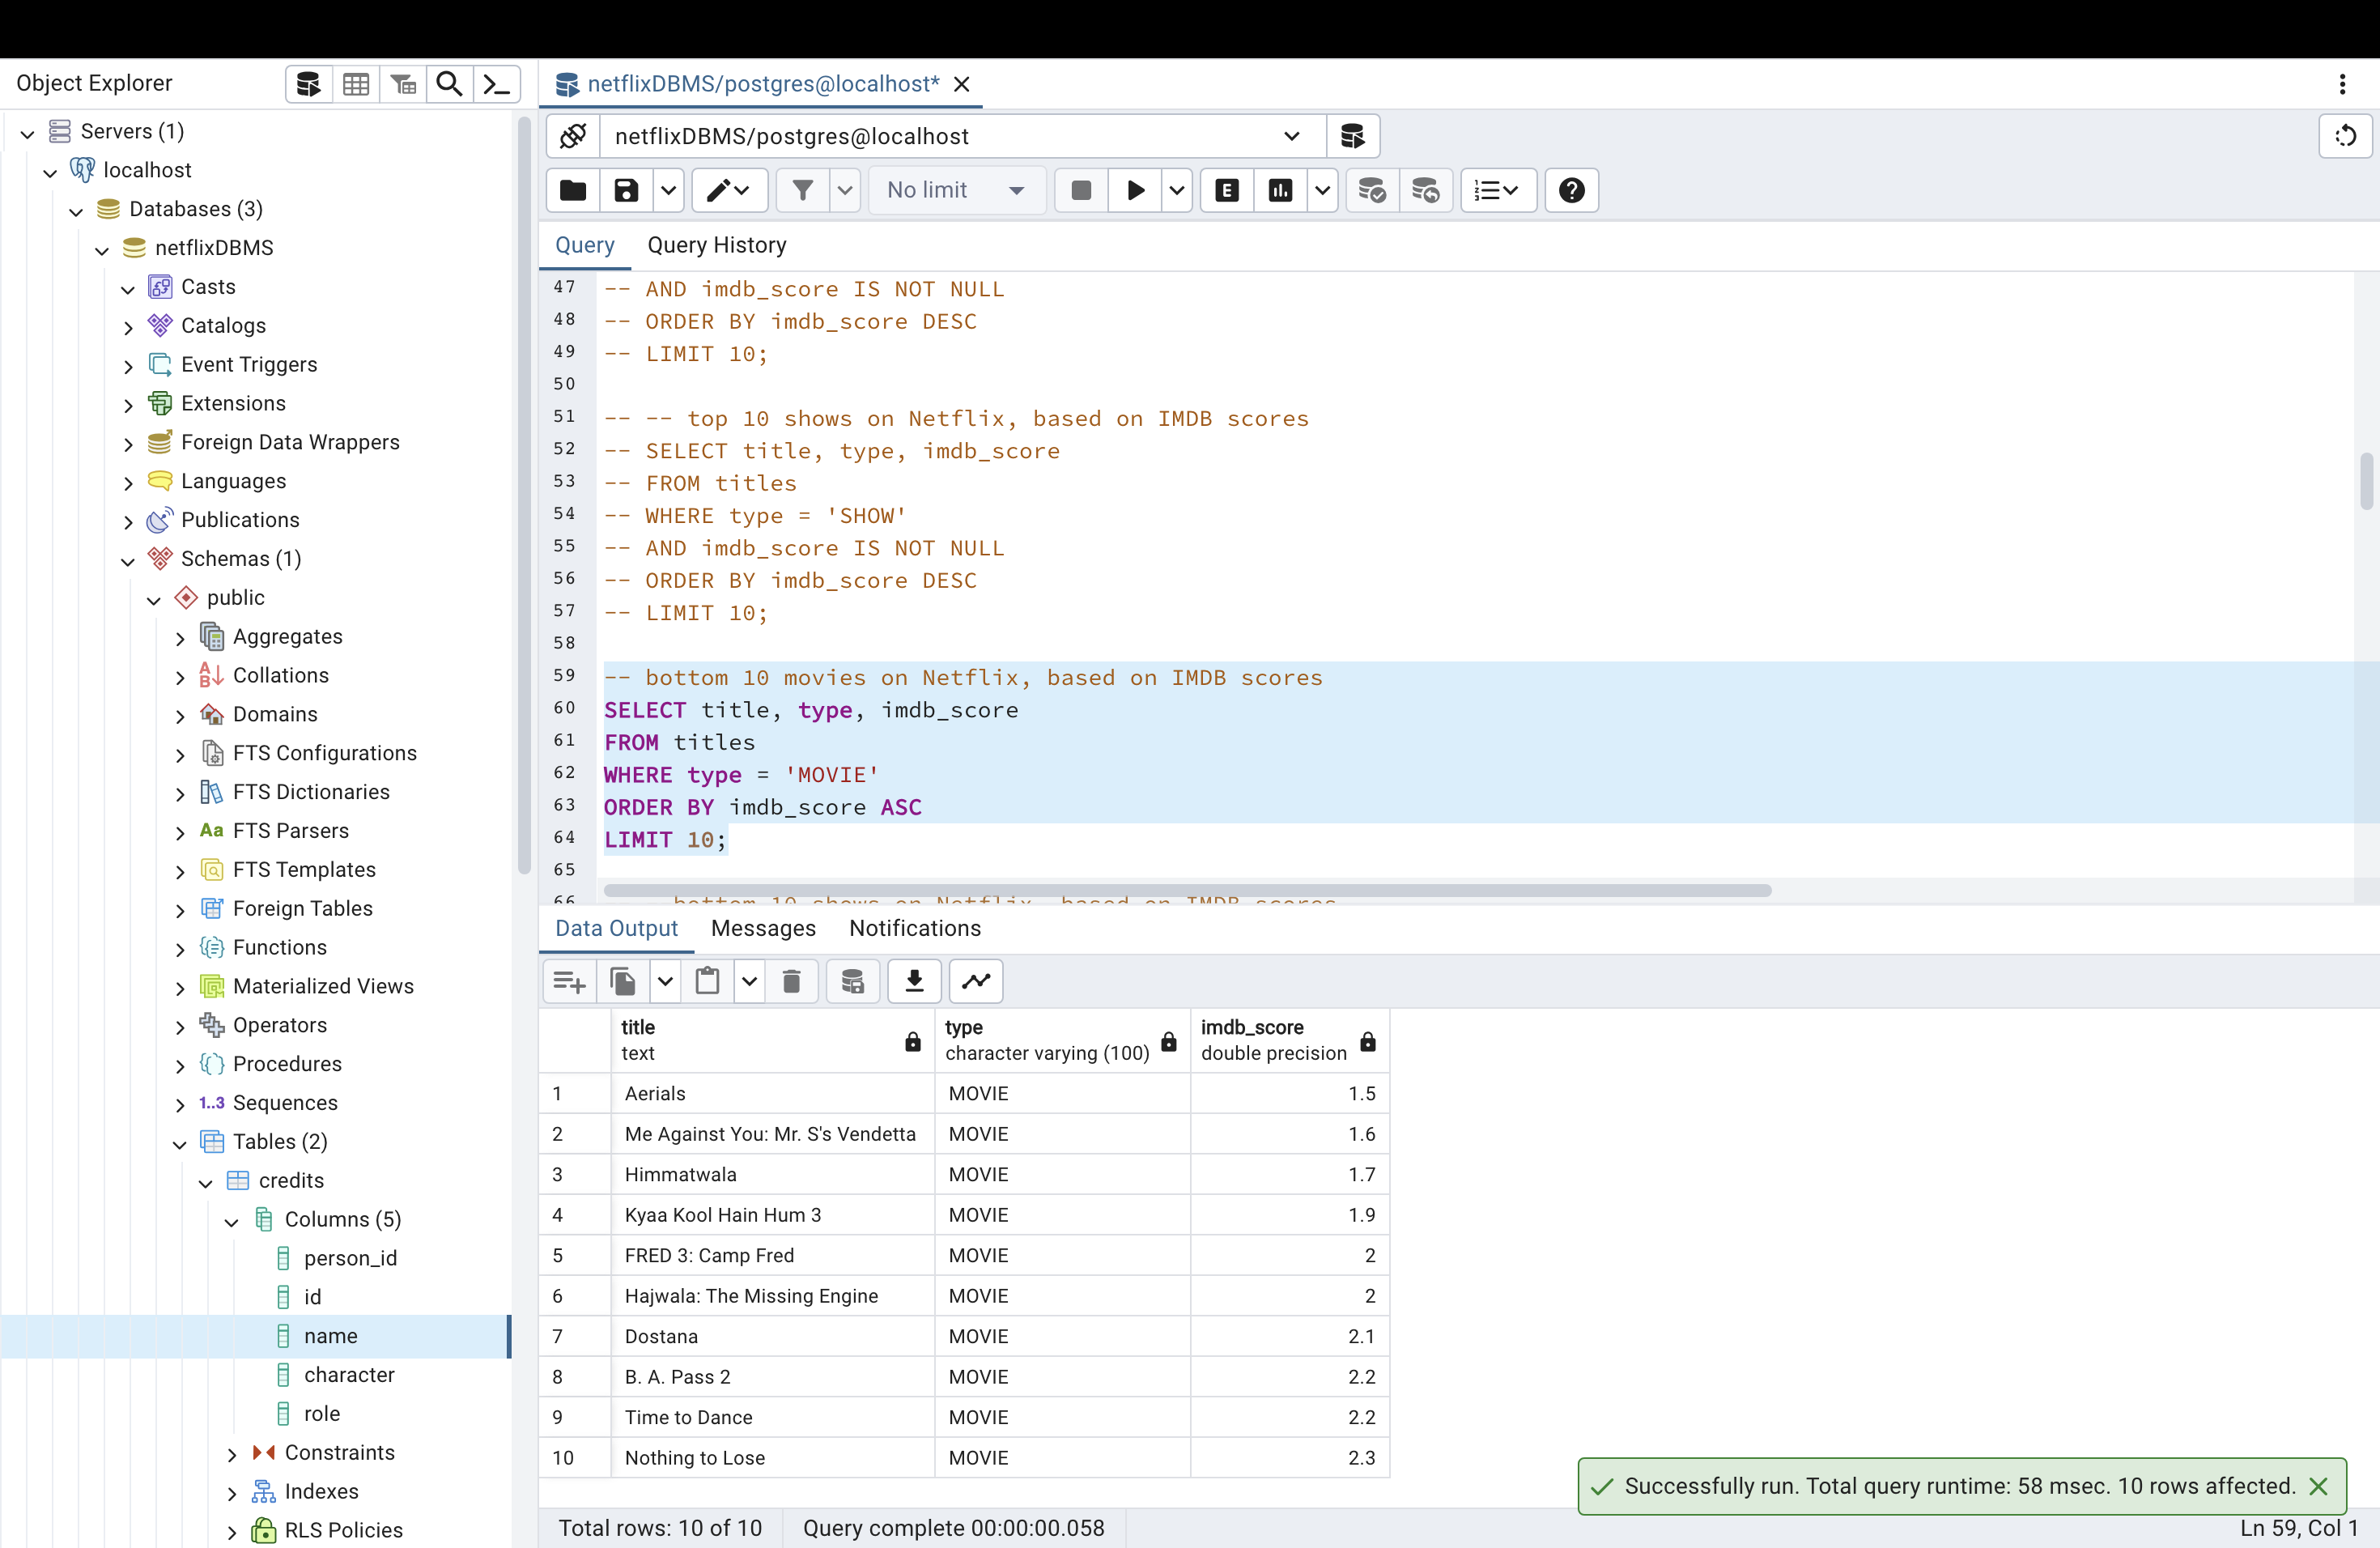 Object Explorer
Servers (1)
localhost
Databases (3)
netflixDBMS
Casts
Catalogs
Event Triggers
Extensions
Foreign Data Wrappers
Languages
Publications
Schemas (1)
public
Aggregates
Collations
Domains
FTS Configurations
FTS Dictionaries
Aa FTS Parsers
FTS Templates
Foreign Tables
Functions
Materialized Views
Operators
Procedures
1..3 Sequences
Tables (2)
credits
Columns (5)
person_id
id
name
character
role
Constraints
Indexes
RLS Policies
netflixDBMS/postgres@localhost*
netflixDBMS/postgres@localhost
No limit
E
Query Query History
47 -- AND imdb_score IS NOT NULL
48 -- ORDER BY imdb_score DESC
49 -- LIMIT 10;
50
51 -- -- top 10 shows on Netflix, based on IMDB scores
52 -- SELECT title, type, imdb_score
53 -- FROM titles
54 -- WHERE type = 'SHOW'
55 -- AND imdb_score IS NOT NULL
56 -- ORDER BY imdb_score DESC
57 -- LIMIT 10;
58
59 -- bottom 10 movies on Netflix, based on IMDB scores
60 SELECT title, type, imdb_score
61 FROM titles
62 WHERE type = 'MOVIE'
63 ORDER BY imdb_score ASC
64 LIMIT 10;
65
66 bottom 10 shows on Netflix, based on IMDB scores
Data Output Messages Notifications
title type imdb_score
text character varying (100) double precision
1 Aerials MOVIE 1.5
2 Me Against You: Mr. S's Vendetta MOVIE 1.6
3 Himmatwala MOVIE 1.7
4 Kyaa Kool Hain Hum 3 MOVIE 1.9
5 FRED 3: Camp Fred MOVIE 2
6 Hajwala: The Missing Engine MOVIE 2
7 Dostana MOVIE 2.1
8 B. A. Pass 2 MOVIE 2.2
9 Time to Dance MOVIE 2.2
10 Nothing to Lose MOVIE 2.3
Successfully run. Total query runtime: 58 msec. 10 rows affected.
Total rows: 10 of 10 Query complete 00:00:00.058 Ln 59, Col 1